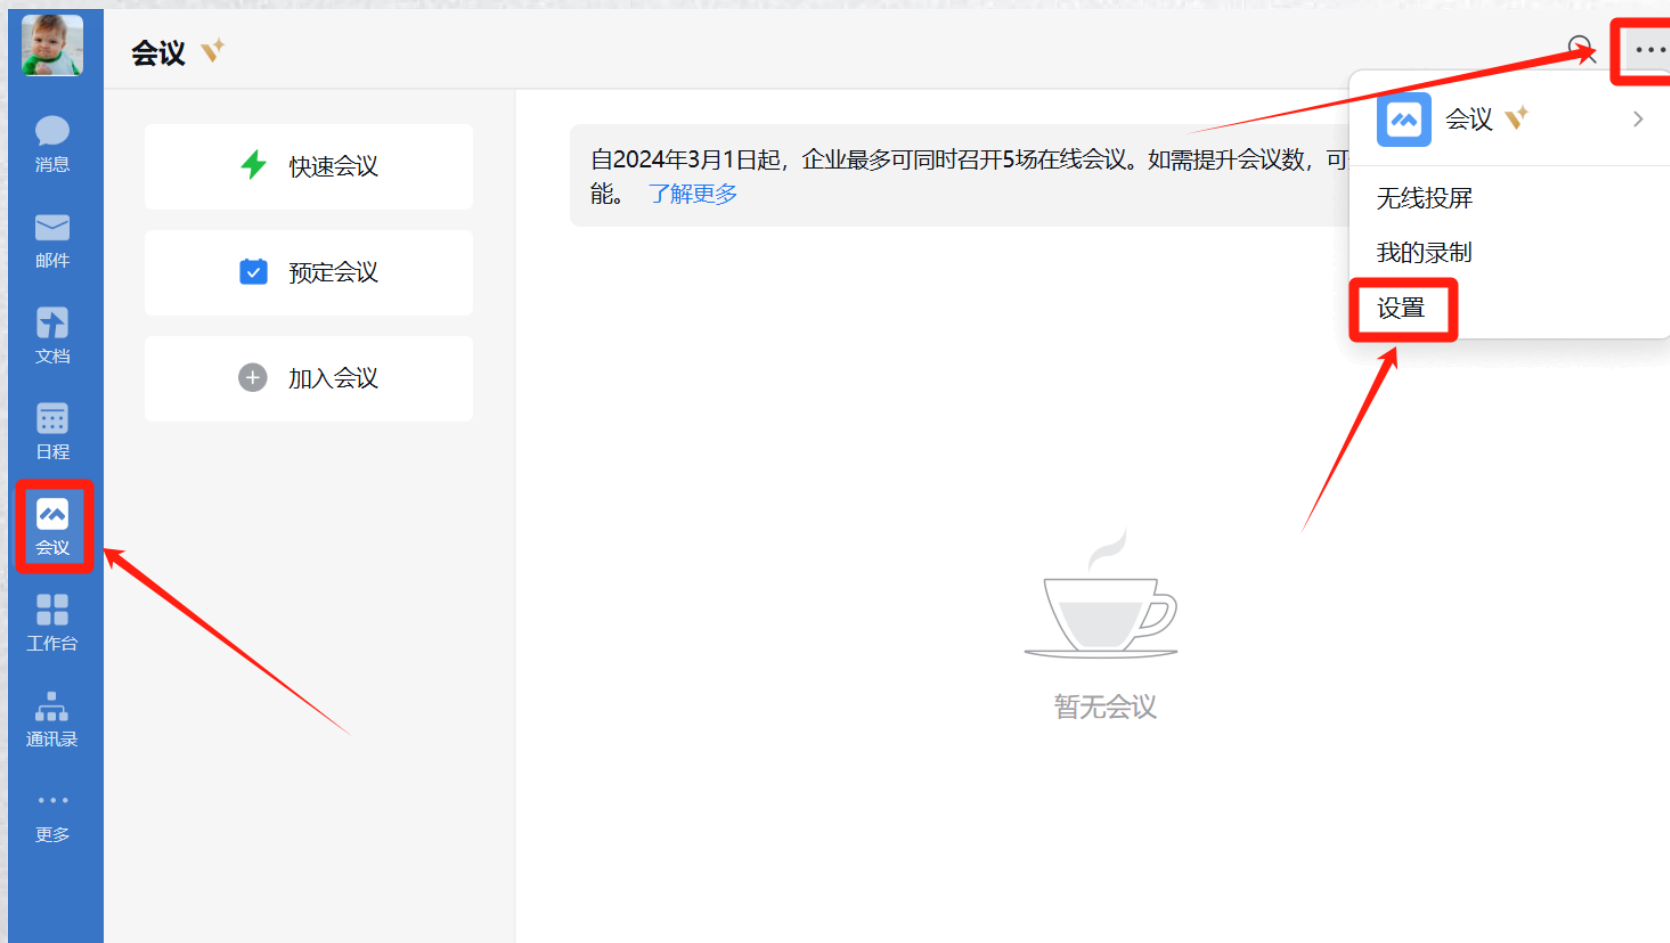 会议
消息
邮件
文档
日程
会议
工作台
通讯录
更多
快速会议
预定会议
加入会议
自2024年3月1日起，企业最多可同时召开5场在线会议。如需提升会议数，可
能。 了解更多
暂无会议
会议
无线投屏
我的录制
设置